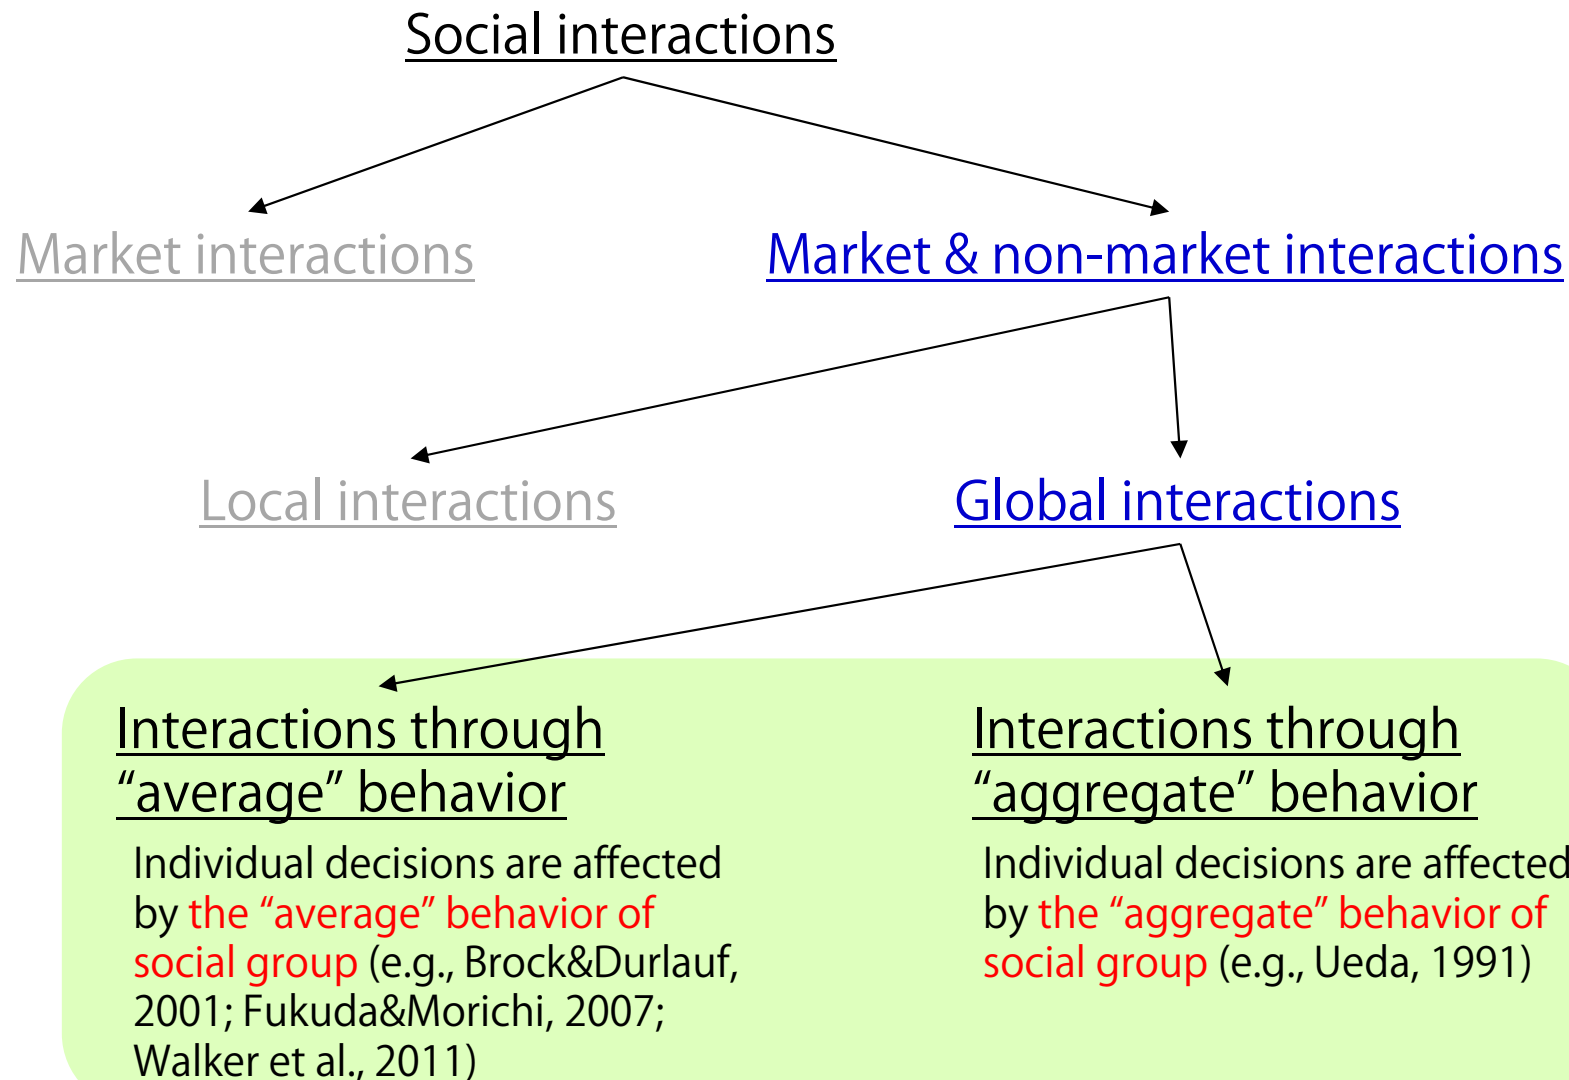 Social interactions
Market interactions
Market & non-market interactions
Local interactions
Global interactions
Interactions through
“average” behavior
Individual decisions are affected
by the “average” behavior of
social group (e.g., Brock&Durlauf,
2001; Fukuda&Morichi, 2007;
Walker et al., 2011)
Interactions through
“aggregate” behavior
Individual decisions are affected
by the “aggregate” behavior of
social group (e.g., Ueda, 1991)